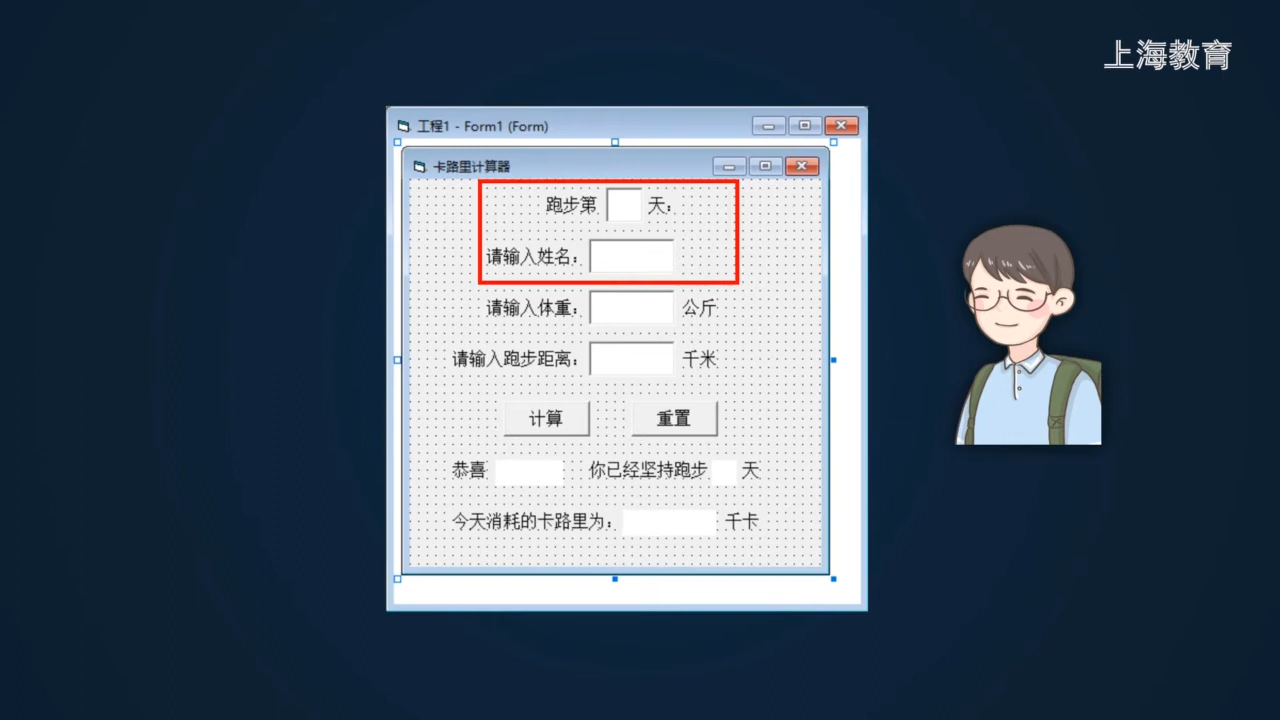 上海教育
工程1 - Form1 (Form)
卡路里计算器
跑步第 天：
请输入姓名：
请输入体重： 公斤
请输入跑步距离： 千米
计算 重置
恭喜 你已经坚持跑步 天
今天消耗的卡路里为： 千卡